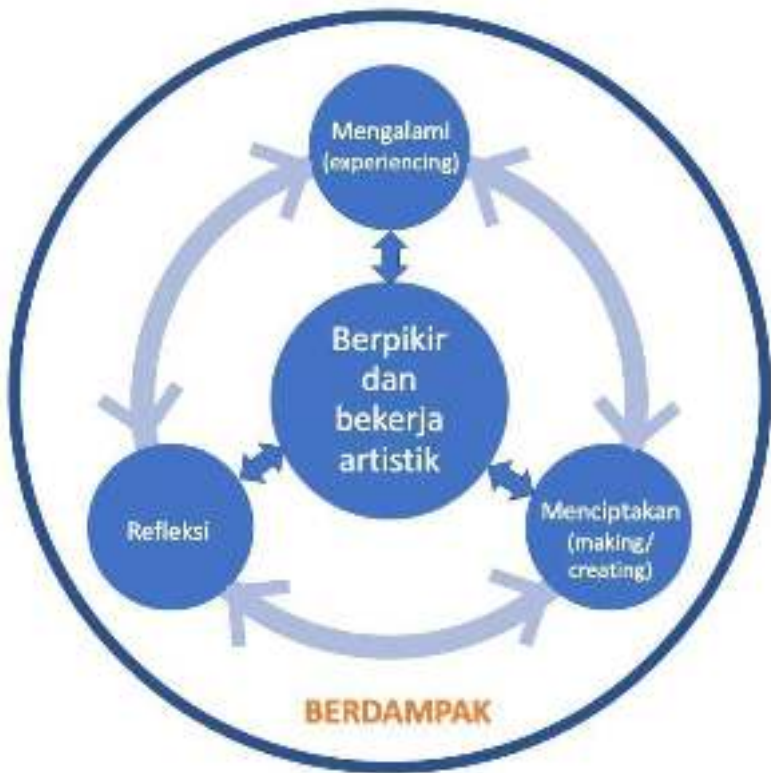 Mengalami
(experiencing)
Berpikir
dan
bekerja
artistik
Refleksi
Menciptakan
(making/
creating)
BERDAMPAK